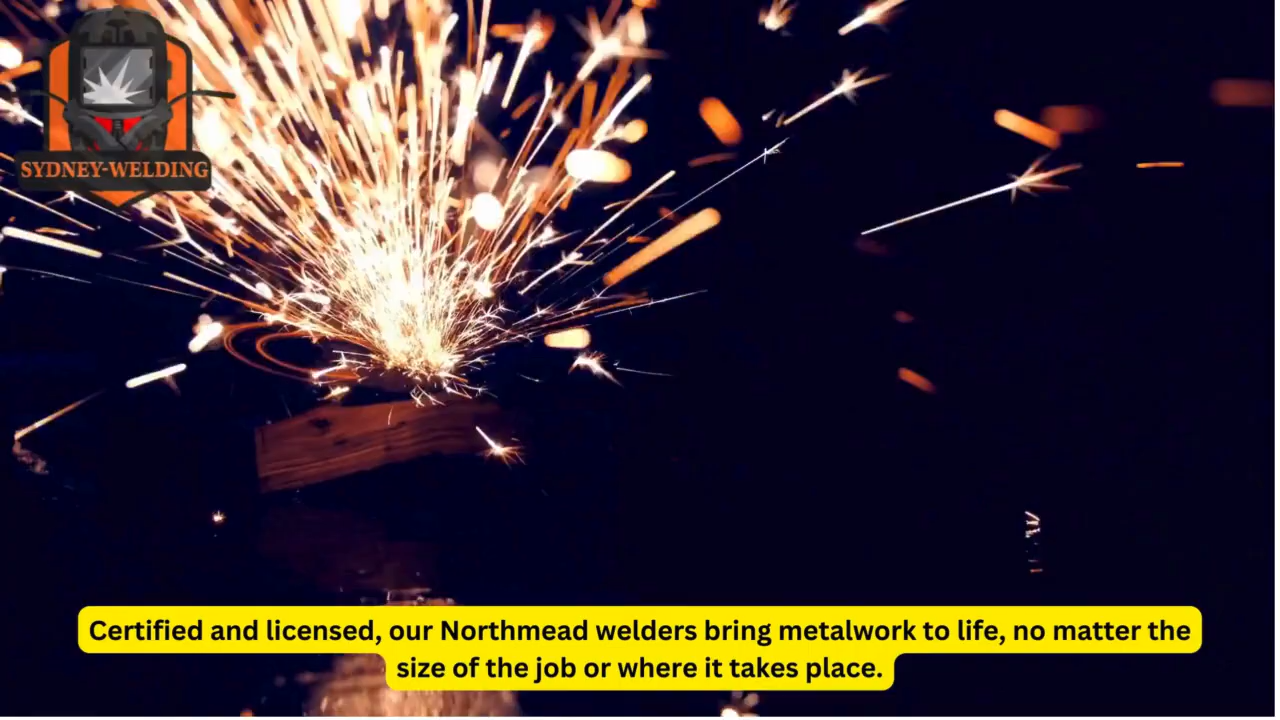 SYDNEY-WELDING
Certified and licensed, our Northmead welders bring metalwork to life, no matter the
size of the job or where it takes place.